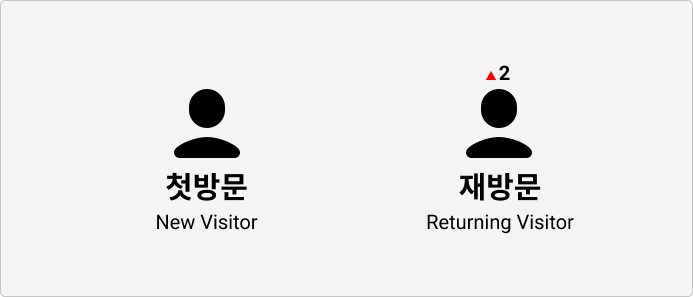 ▲2
첫방문
New Visitor
재방문
Returning Visitor